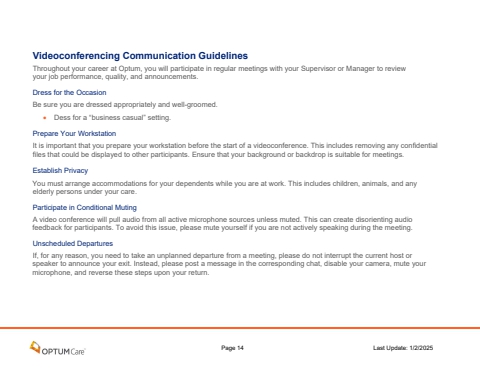 Videoconferencing Communication Guidelines
Throughout your career at Optum, you will participate in regular meetings with your Supervisor or Manager to review
your job performance, quality, and announcements.
Dress for the Occasion
Be sure you are dressed appropriately and well-groomed.
• Dess for a “business casual” setting.
Prepare Your Workstation
It is important that you prepare your workstation before the start of a videoconference. This includes removing any confidential
files that could be displayed to other participants. Ensure that your background or backdrop is suitable for meetings.
Establish Privacy
You must arrange accommodations for your dependents while you are at work. This includes children, animals, and any
elderly persons under your care.
Participate in Conditional Muting
A video conference will pull audio from all active microphone sources unless muted. This can create disorienting audio
feedback for participants. To avoid this issue, please mute yourself if you are not actively speaking during the meeting.
Unscheduled Departures
If, for any reason, you need to take an unplanned departure from a meeting, please do not interrupt the current host or
speaker to announce your exit. Instead, please post a message in the corresponding chat, disable your camera, mute your
microphone, and reverse these steps upon your return.
OPTUMCare Page 14 Last Update: 1/2/2025